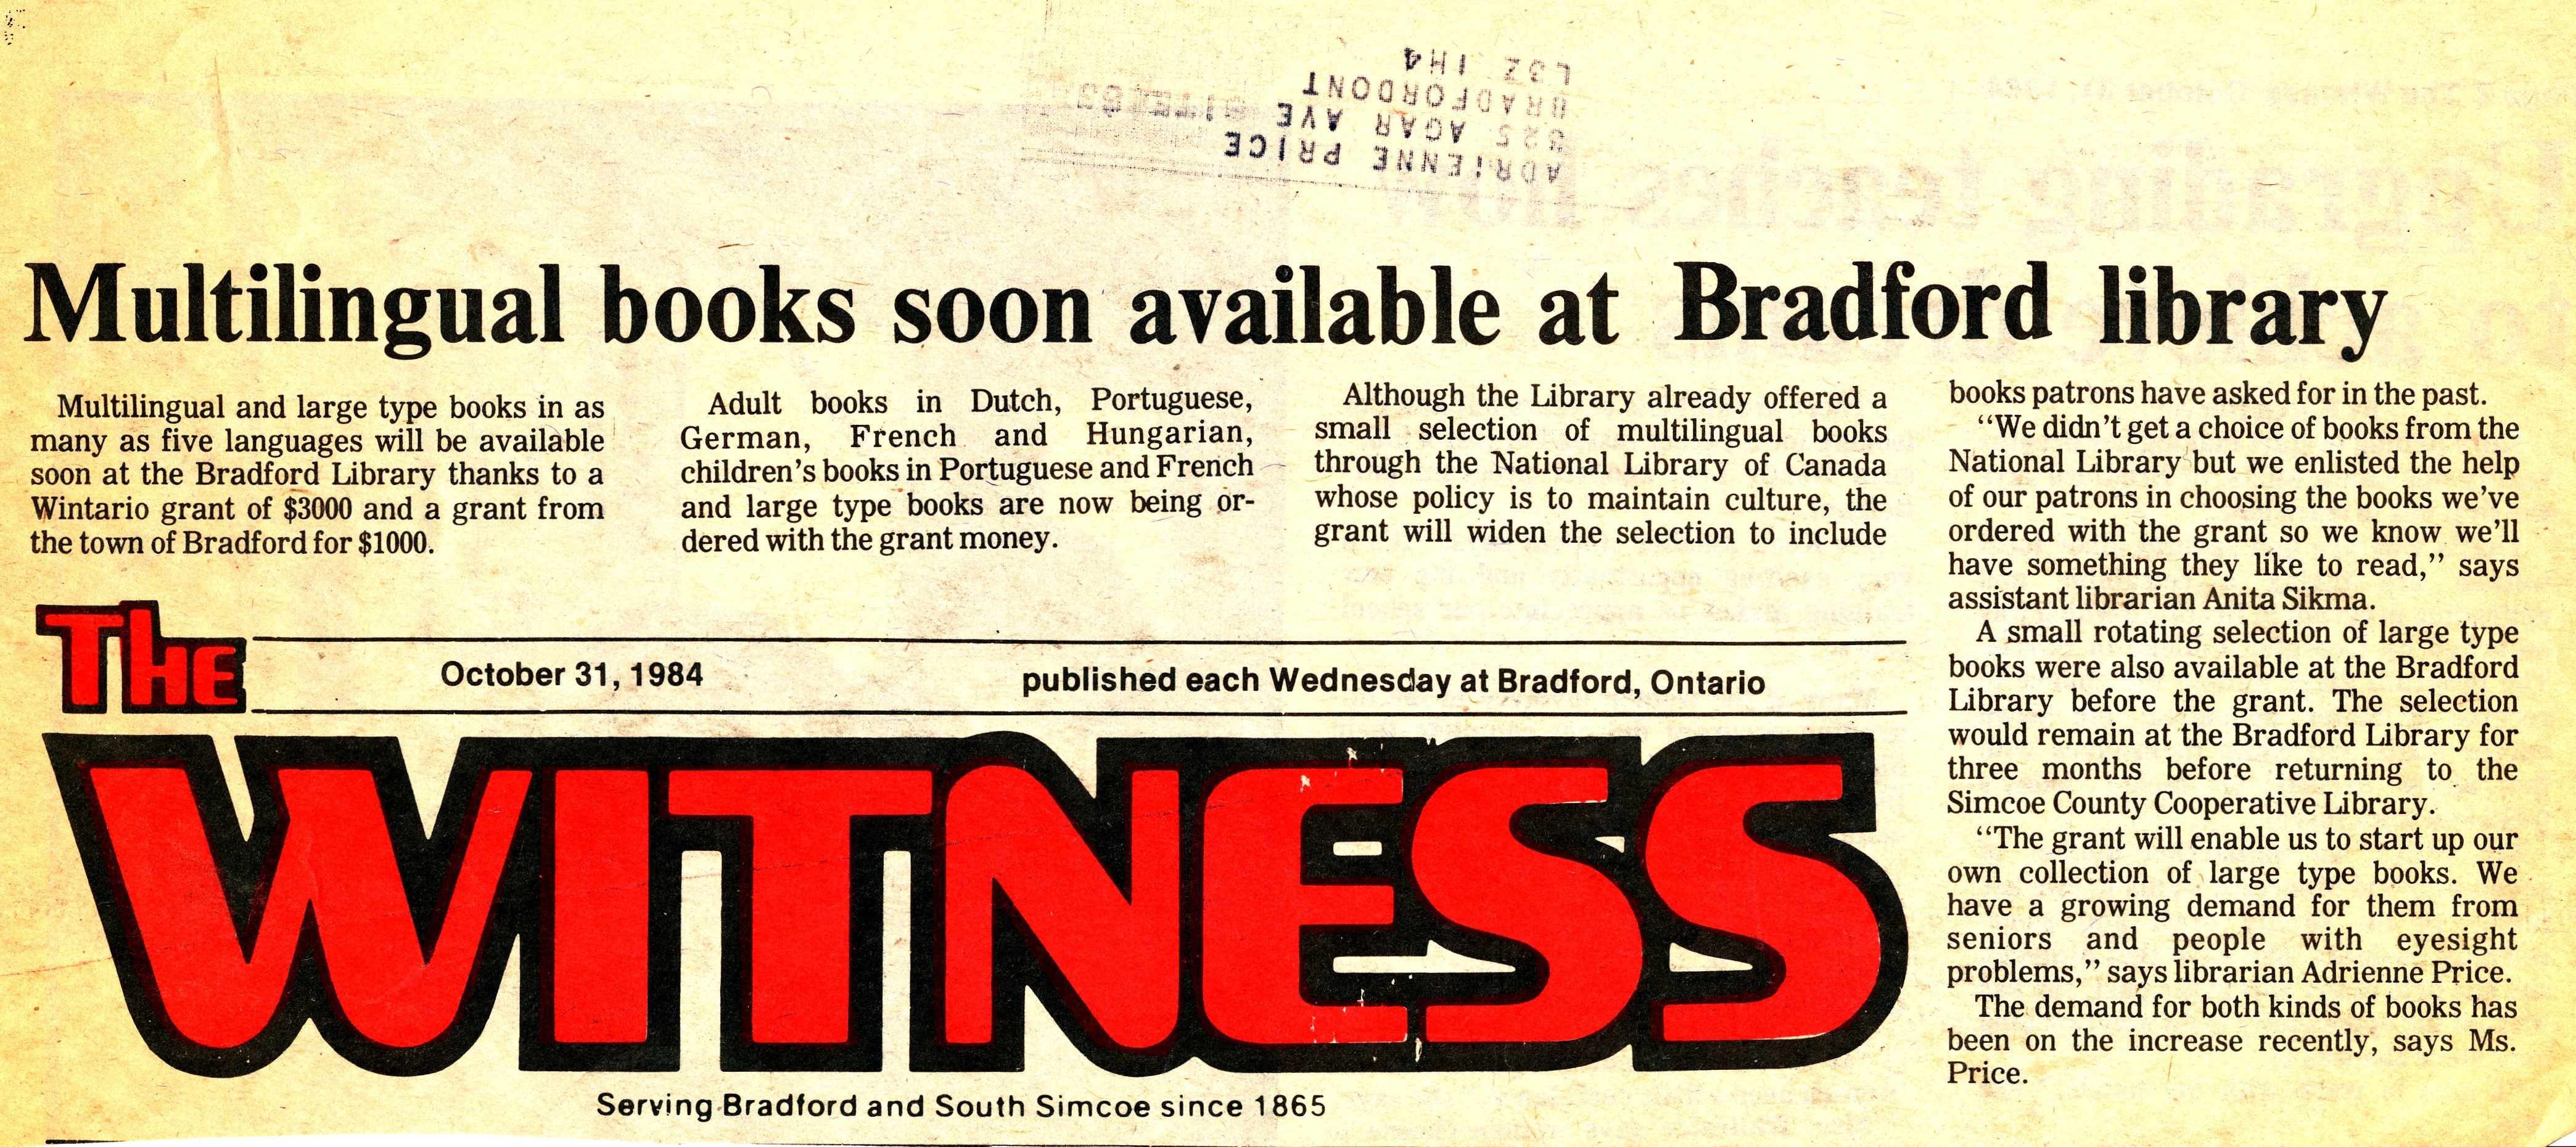 ADRIENNE PRICE
325 AGAR AVE
BRADFORDONT
L3Z 1H4
Multilingual books soon available at Bradford library
Multilingual and large type books in as
many as five languages will be available
soon at the Bradford Library thanks to a
Wintario grant of $3000 and a grant from
the town of Bradford for $1000.
Adult books in Dutch, Portuguese,
German, French and Hungarian,
children's books in Portuguese and French
and large type books are now being or-
dered with the grant money.
Although the Library already offered a
small selection of multilingual books
through the National Library of Canada
whose policy is to maintain culture, the
grant will widen the selection to include
books patrons have asked for in the past.
"We didn't get a choice of books from the
National Library but we enlisted the help
of our patrons in choosing the books we've
ordered with the grant so we know we'll
have something they like to read," says
assistant librarian Anita Sikma.
A small rotating selection of large type
books were also available at the Bradford
Library before the grant. The selection
would remain at the Bradford Library for
three months before returning to the
Simcoe County Cooperative Library.
"The grant will enable us to start up our
own collection of large type books. We
have a growing demand for them from
seniors and people with eyesight
problems," says librarian Adrienne Price.
The demand for both kinds of books has
been on the increase recently, says Ms.
Price.
The
October 31, 1984
published each Wednesday at Bradford, Ontario
WITNESS
Serving Bradford and South Simcoe since 1865